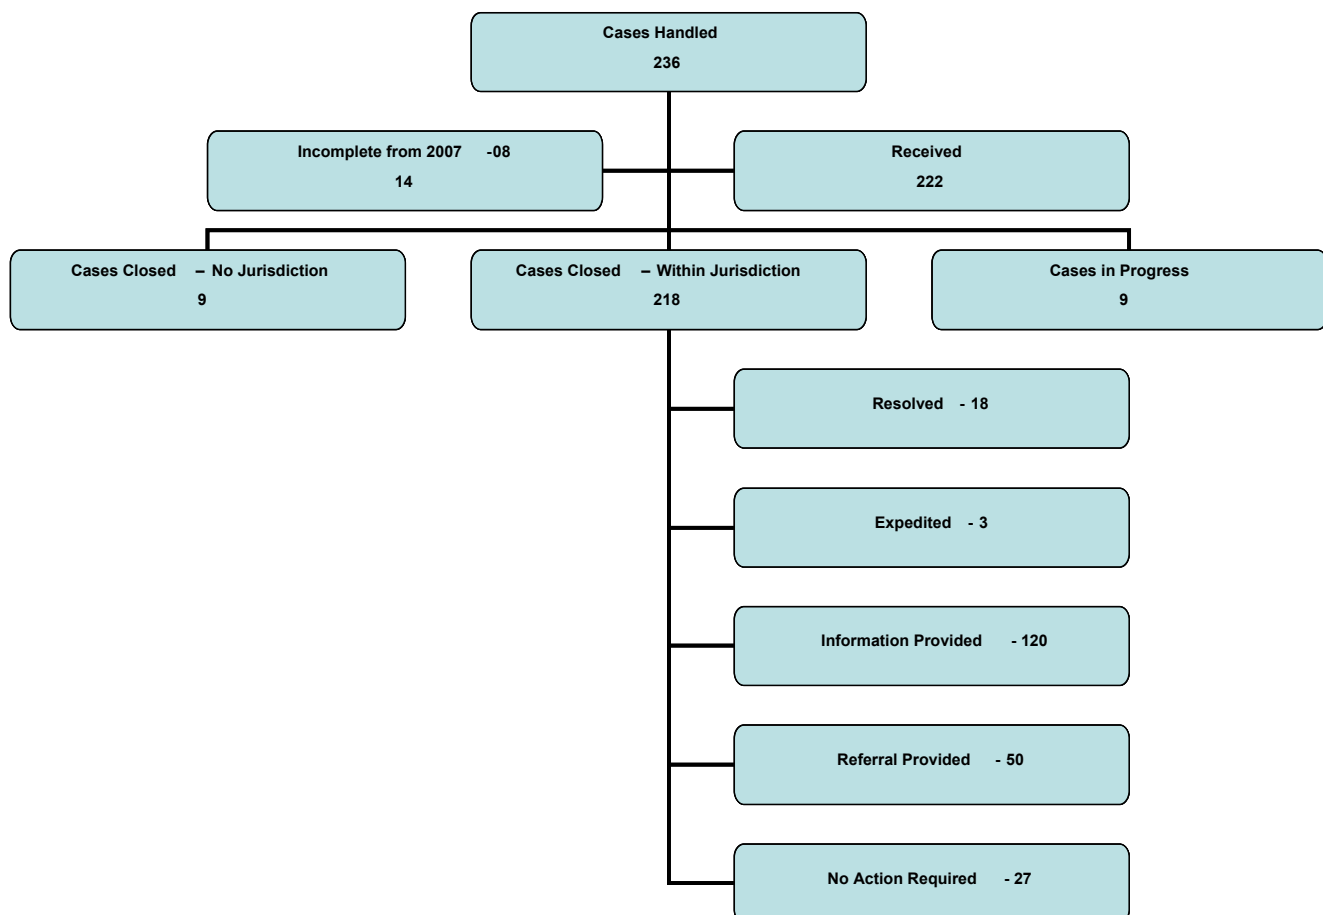 Cases Handled
236
Incomplete from 2007 -08
14
Received
222
Cases Closed – No Jurisdiction
9
Cases Closed – Within Jurisdiction
218
Cases in Progress
9
Resolved - 18
Expedited - 3
Information Provided - 120
Referral Provided - 50
No Action Required - 27